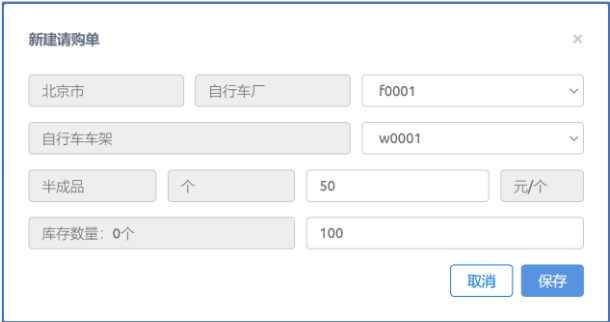 新建请购单 ×
北京市 自行车厂 f0001
自行车车架 w0001
半成品 个 50 元/个
库存数量：0个 100
取消 保存